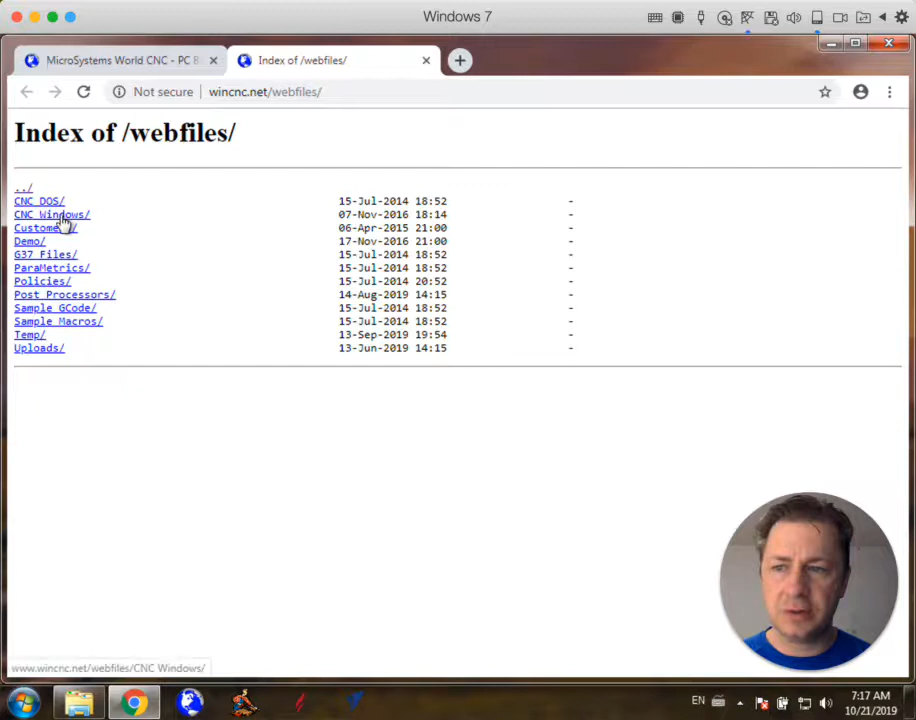 Windows 7
MicroSystems World CNC - PC B
Index of /webfiles/
Not secure
wincnc.net/webfiles/
Index of /webfiles/
../
CNC DOS/ 15-Jul-2014 18:52 -
CNC Windows/ 07-Nov-2016 18:14 -
Custome 06-Apr-2015 21:00 -
Demo/ 17-Nov-2016 21:00 -
G37 Files/ 15-Jul-2014 18:52 -
ParaMetrics/ 15-Jul-2014 18:52 -
Policies/ 15-Jul-2014 20:52 -
Post Processors/ 14-Aug-2019 14:15 -
Sample GCode/ 15-Jul-2014 18:52 -
Sample Macros/ 15-Jul-2014 18:52 -
Temp/ 13-Sep-2019 19:54 -
Uploads/ 13-Jun-2019 14:15 -
www.wincnc.net/webfiles/CNC Windows/
EN
7:17 AM
10/21/2019